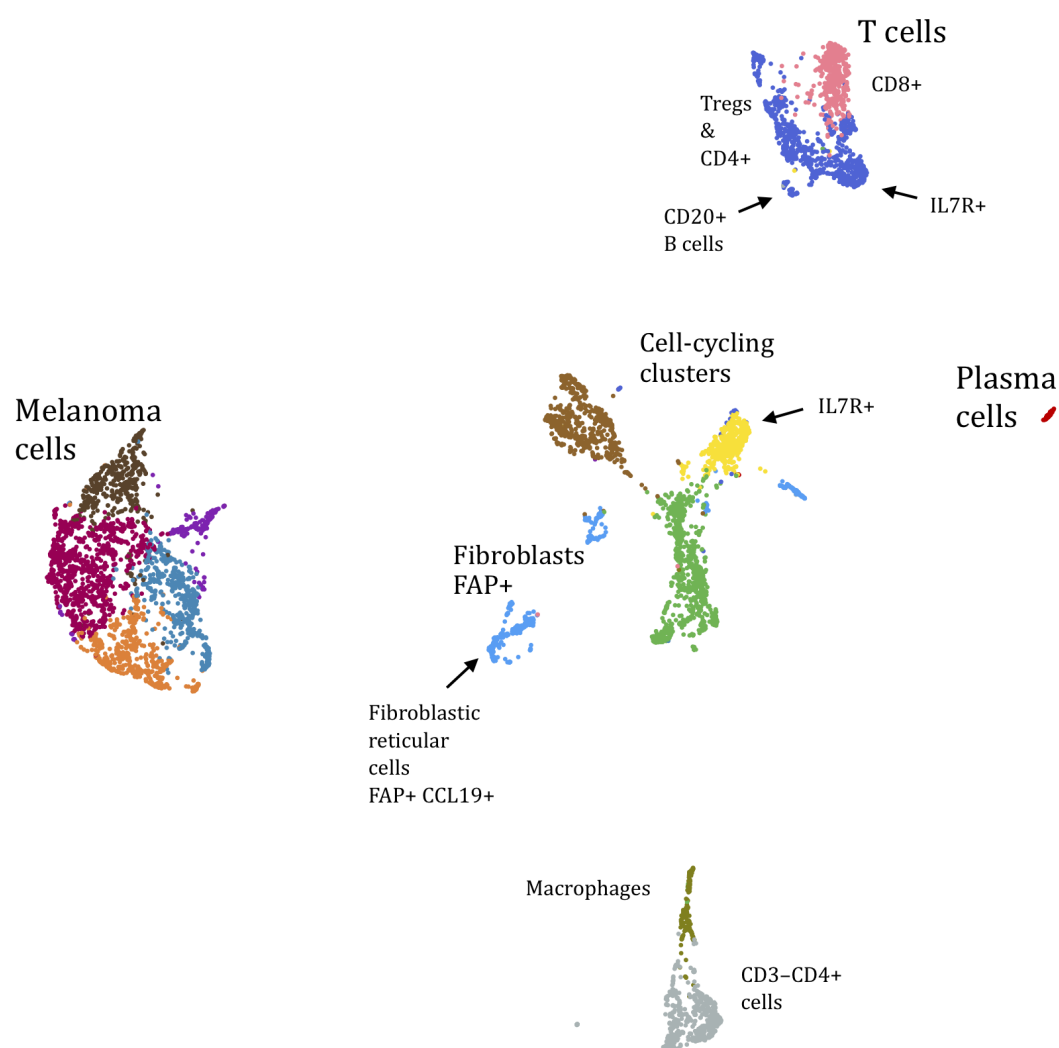 T cells
CD8+
Tregs
&
CD4+
IL7R+
CD20+
B cells
Cell-cycling
clusters
Plasma
cells
IL7R+
Melanoma
cells
Fibroblasts
FAP+
Fibroblastic
reticular
cells
FAP+ CCL19+
Macrophages
CD3–CD4+
cells